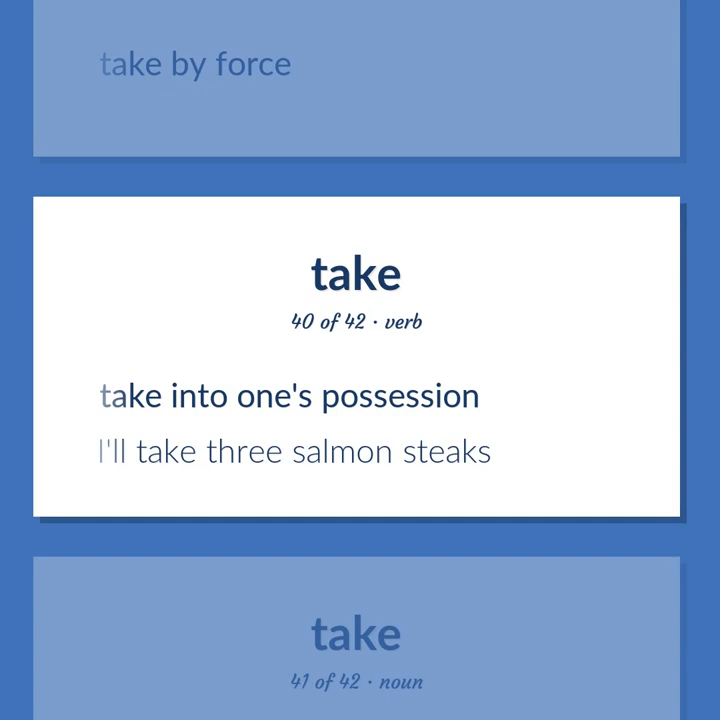 take by force
take
40 of 42 · verb
take into one's possession
I'll take three salmon steaks
take
41 of 42 · noun